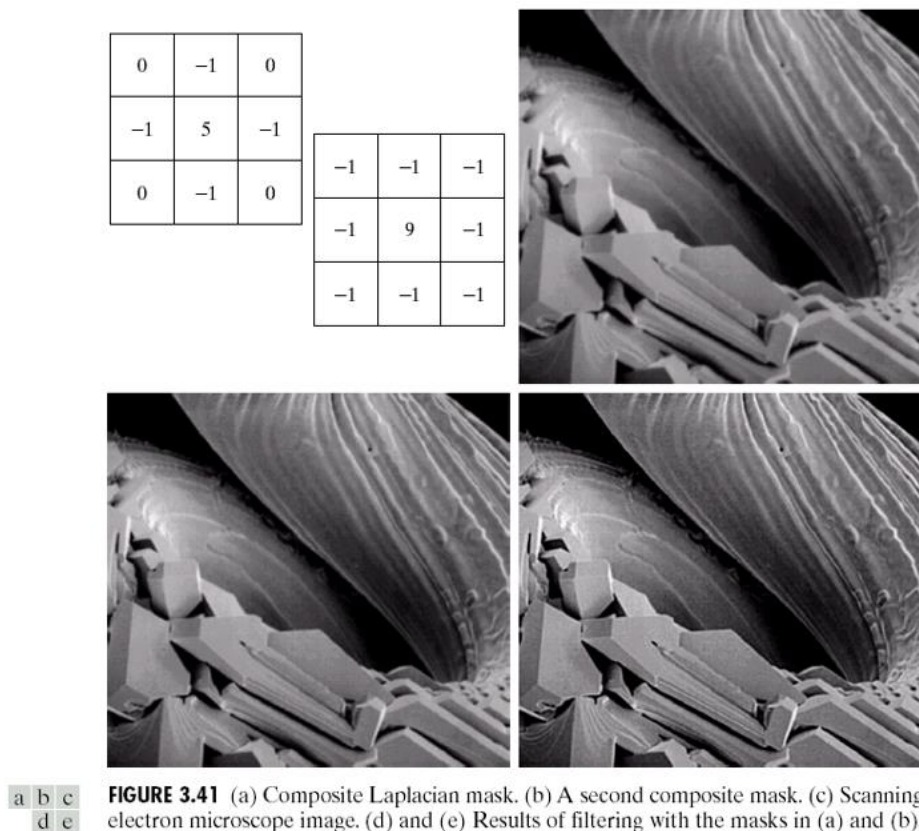 0 −1 0
−1 5 −1
0 −1 0
−1 −1 −1
−1 9 −1
−1 −1 −1
a b c
d e
FIGURE 3.41 (a) Composite Laplacian mask. (b) A second composite mask. (c) Scanning
electron microscope image. (d) and (e) Results of filtering with the masks in (a) and (b)